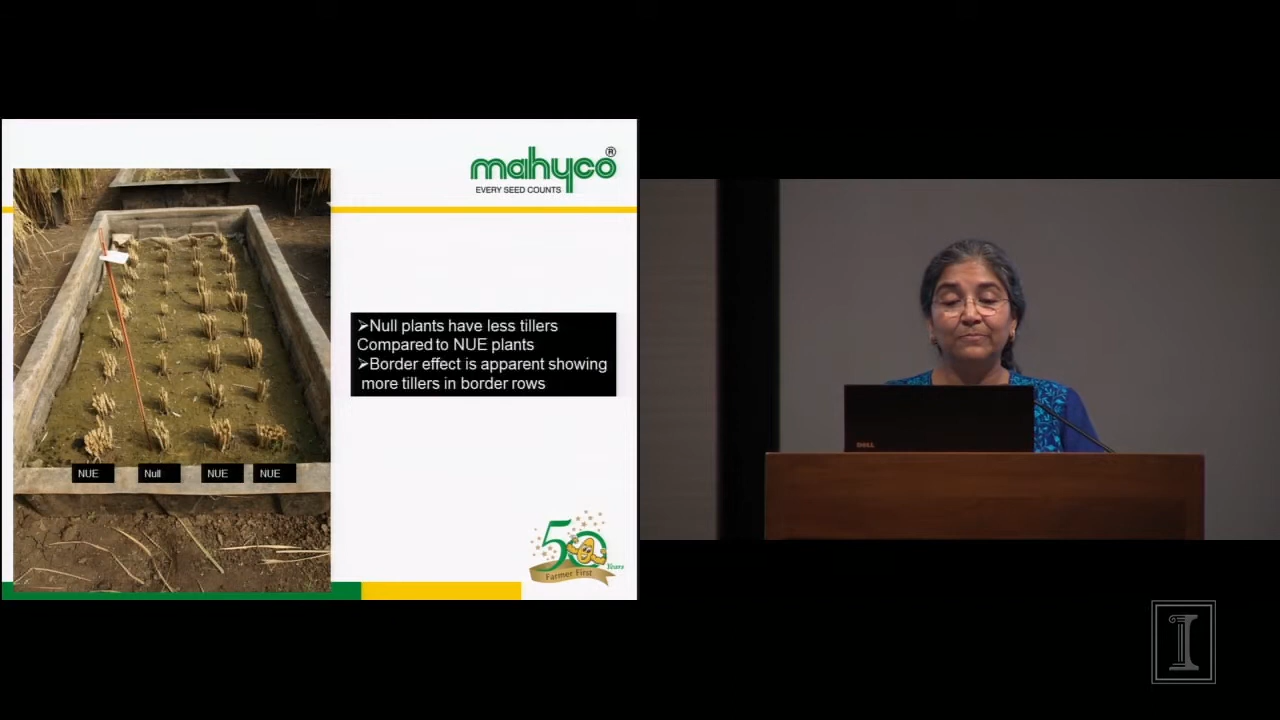 mahyco®
EVERY SEED COUNTS
➢Null plants have less tillers
Compared to NUE plants
➢Border effect is apparent showing
more tillers in border rows
NUE
Null
NUE
NUE
50
Years
Farmer First
DELL
I